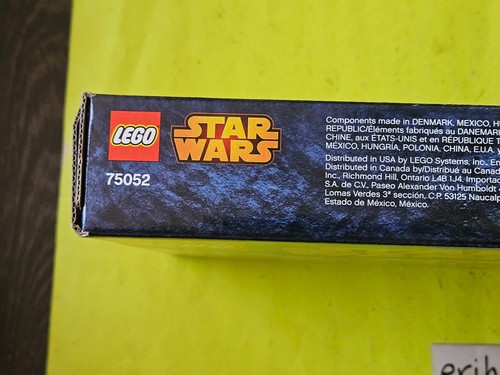 LEGO
STAR
WARS
75052
Components made in DENMARK, MEXICO,
REPUBLIC/Éléments fabriqués au DANEMAR
CHINE, aux ÉTATS-UNIS et en RÉPUBLIQUE
MÉXICO, HUNGRÍA, POLONIA, CHINA, E.U.A.
Distributed in USA by LEGO Systems, Inc.
Distributed in Canada by/Distribué au Canad
Inc., Richmond Hill, Ontario L4B 1J4. Importad
S.A. de C.V., Paseo Alexander Von Humboldt
Lomas Verdes 3ª sección, C.P. 53125 Naucalp
Estado de México, México.